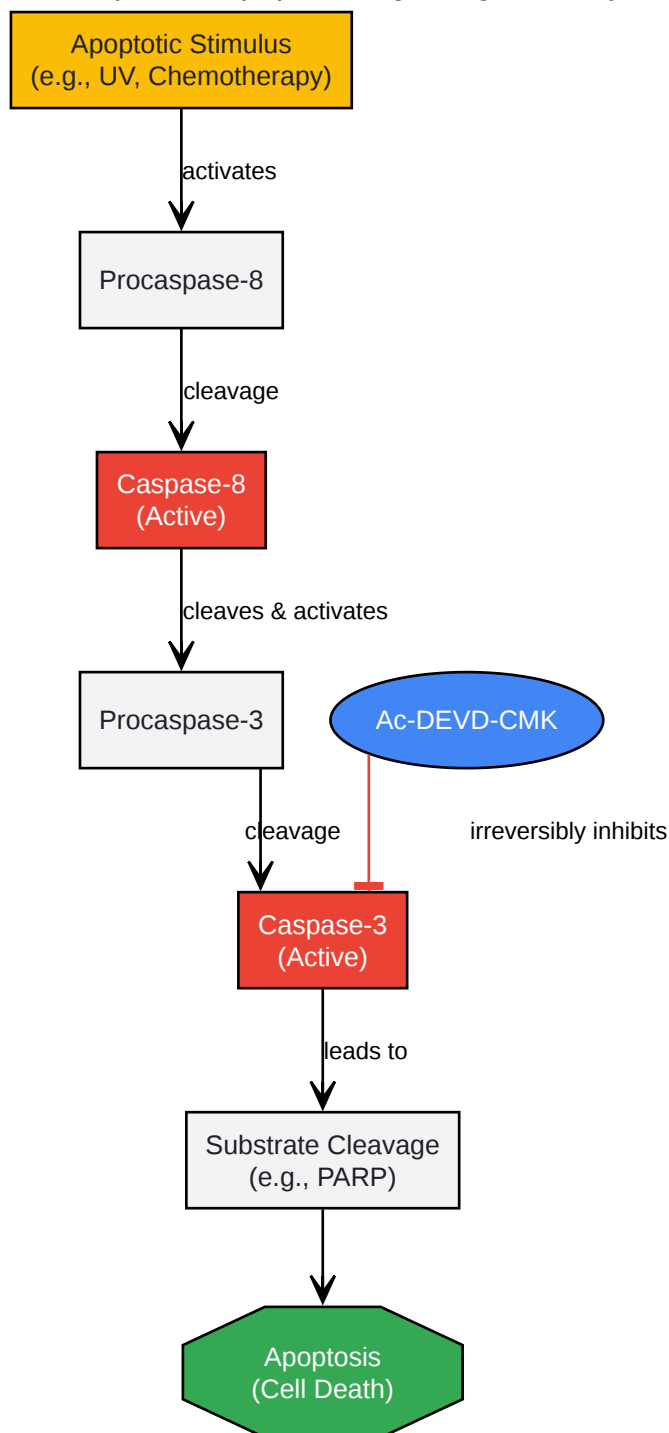 Apoptotic Stimulus
(e.g., UV, Chemotherapy)
activates
Procaspase-8
cleavage
Caspase-8
(Active)
cleaves & activates
Procaspase-3
Ac-DEVD-CMK
cleavage
irreversibly inhibits
Caspase-3
(Active)
leads to
Substrate Cleavage
(e.g., PARP)
Apoptosis
(Cell Death)